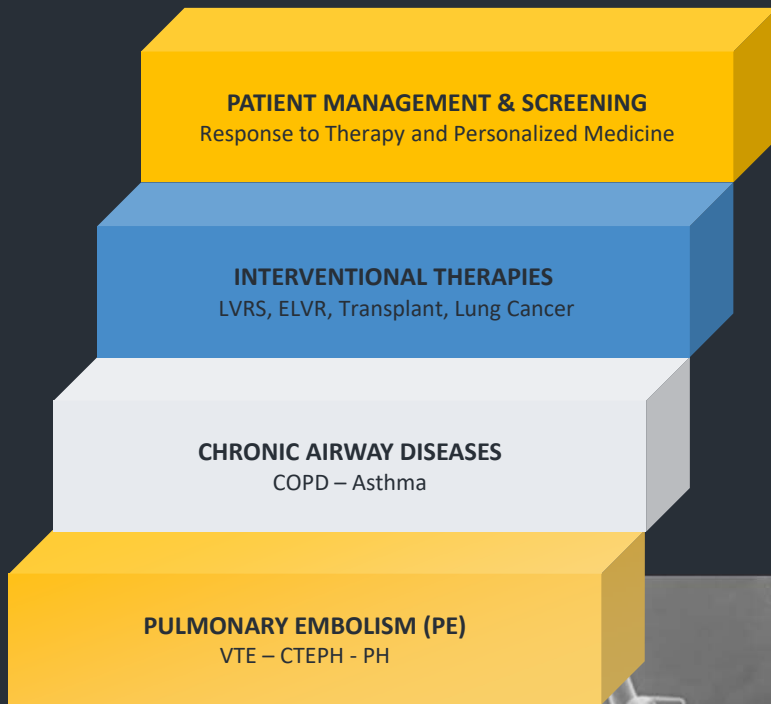 PATIENT MANAGEMENT & SCREENING
Response to Therapy and Personalized Medicine
INTERVENTIONAL THERAPIES
LVRS, ELVR, Transplant, Lung Cancer
CHRONIC AIRWAY DISEASES
COPD – Asthma
PULMONARY EMBOLISM (PE)
VTE – CTEPH - PH